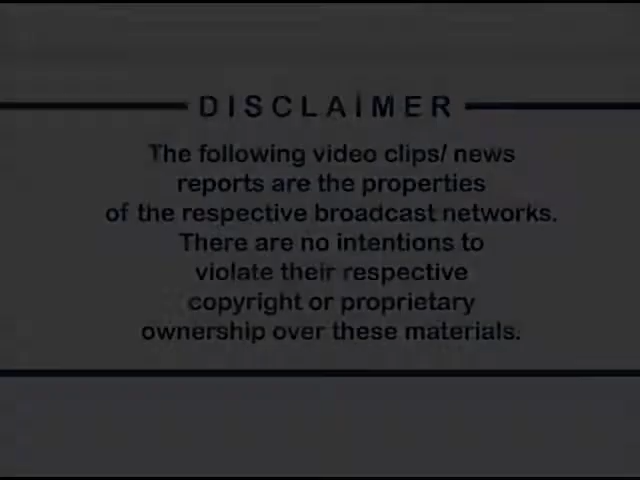 DISCLAIMER
The following video clips/ news
reports are the properties
of the respective broadcast networks.
There are no intentions to
violate their respective
copyright or proprietary
ownership over these materials.